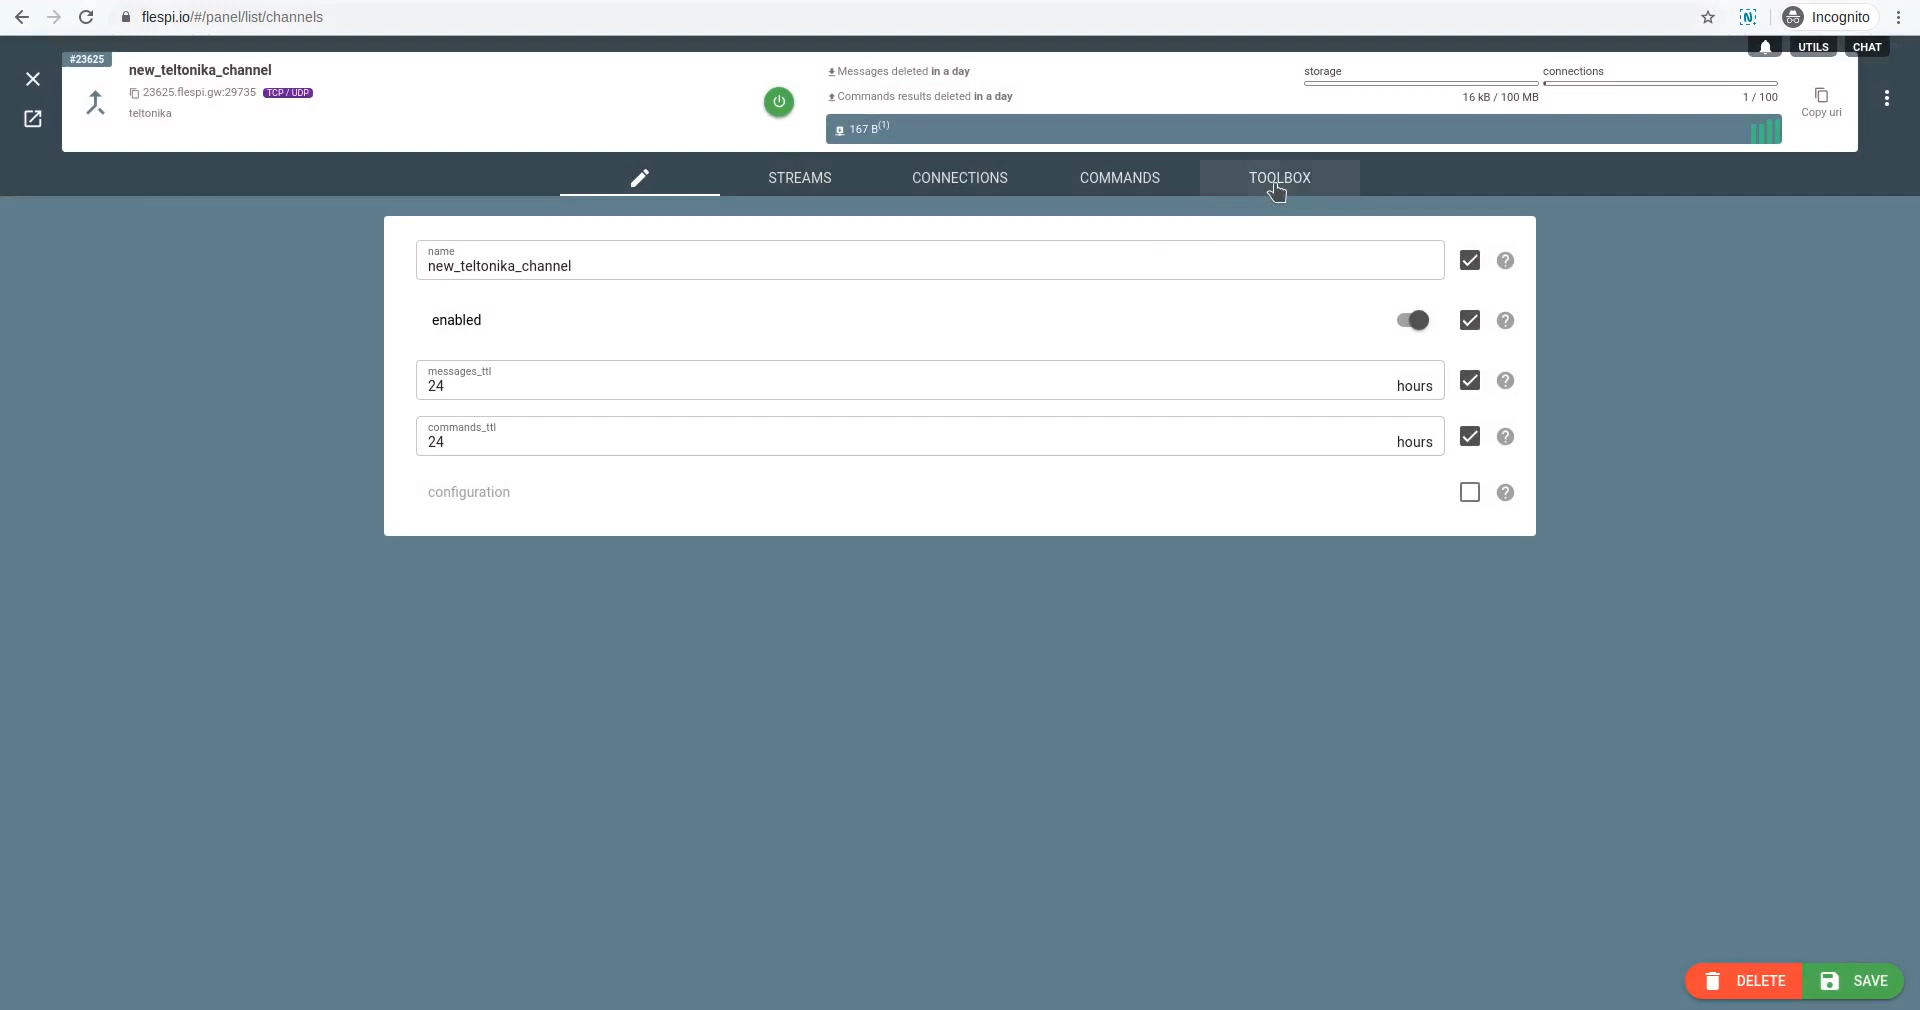 flespi.io/#/panel/list/channels
Incognito
UTILS
CHAT
#23625
new_teltonika_channel
23625.flespi.gw:29735 TCP / UDP
teltonika
Messages deleted in a day
Commands results deleted in a day
167 B(1)
storage
16 kB / 100 MB
connections
1 / 100
Copy uri
STREAMS
CONNECTIONS
COMMANDS
TOOLBOX
name
new_teltonika_channel
enabled
messages_ttl
24 hours
commands_ttl
24 hours
configuration
DELETE
SAVE